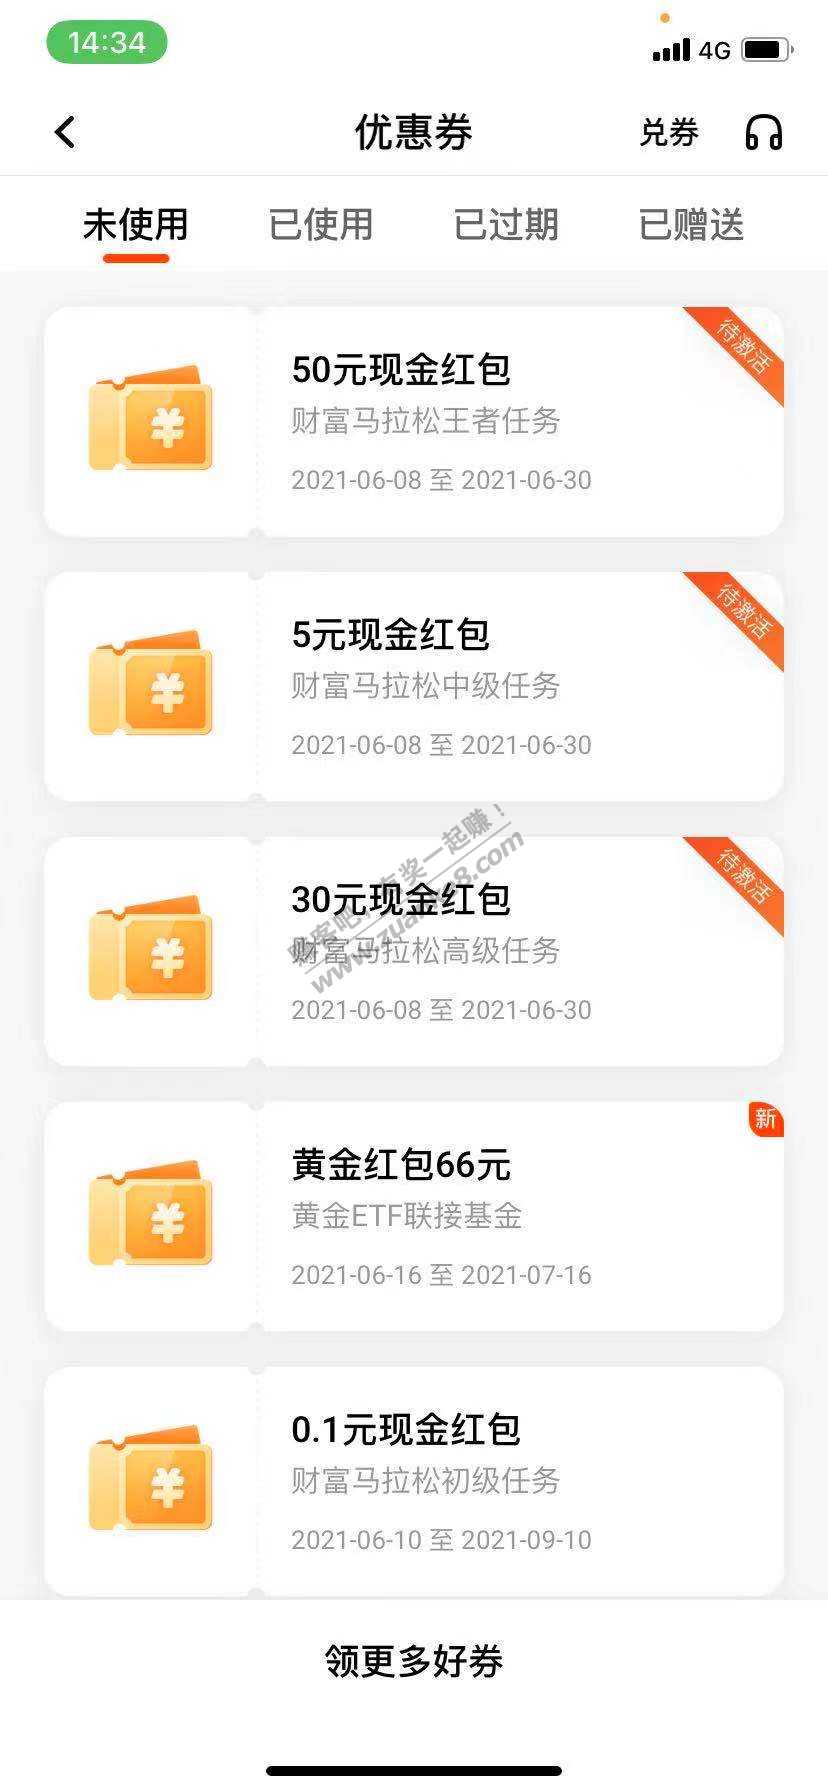 14:34
4G
优惠券
兑券
未使用 已使用 已过期 已赠送
待激活
50元现金红包
财富马拉松王者任务
2021-06-08 至 2021-06-30
待激活
5元现金红包
财富马拉松中级任务
2021-06-08 至 2021-06-30
赚客吧,有奖一起赚!
www.zuanke8.com
待激活
30元现金红包
财富马拉松高级任务
2021-06-08 至 2021-06-30
新
黄金红包66元
黄金ETF联接基金
2021-06-16 至 2021-07-16
0.1元现金红包
财富马拉松初级任务
2021-06-10 至 2021-09-10
领更多好券